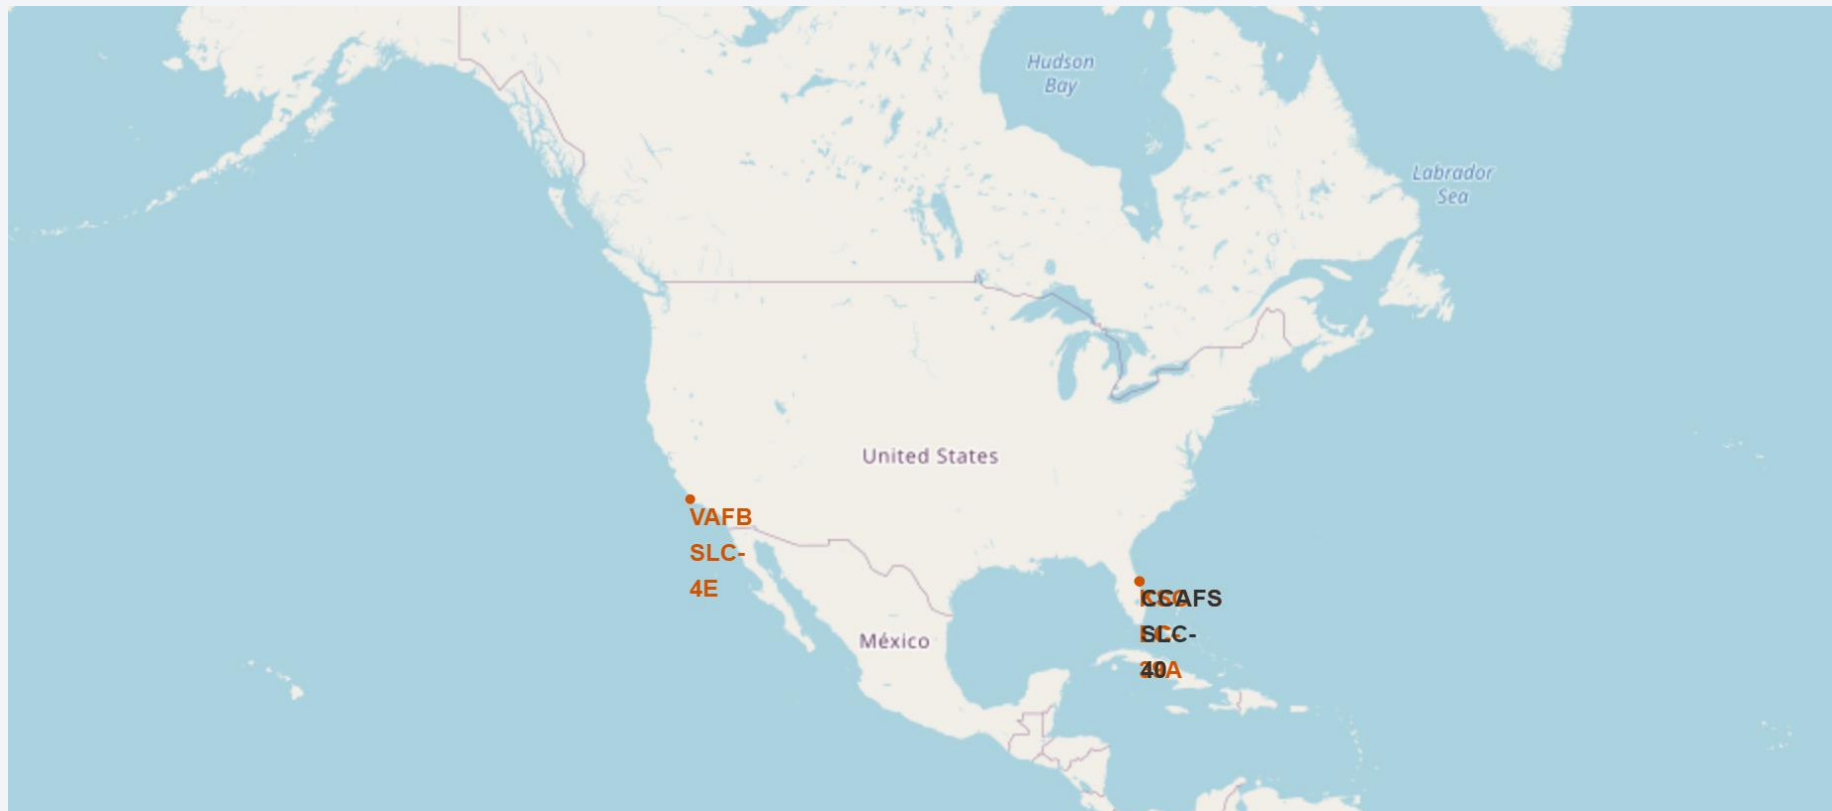 Hudson
Bay
Labrador
Sea
United States
VAFB
SLC-
4E
CCAFS
SLC-
40
México